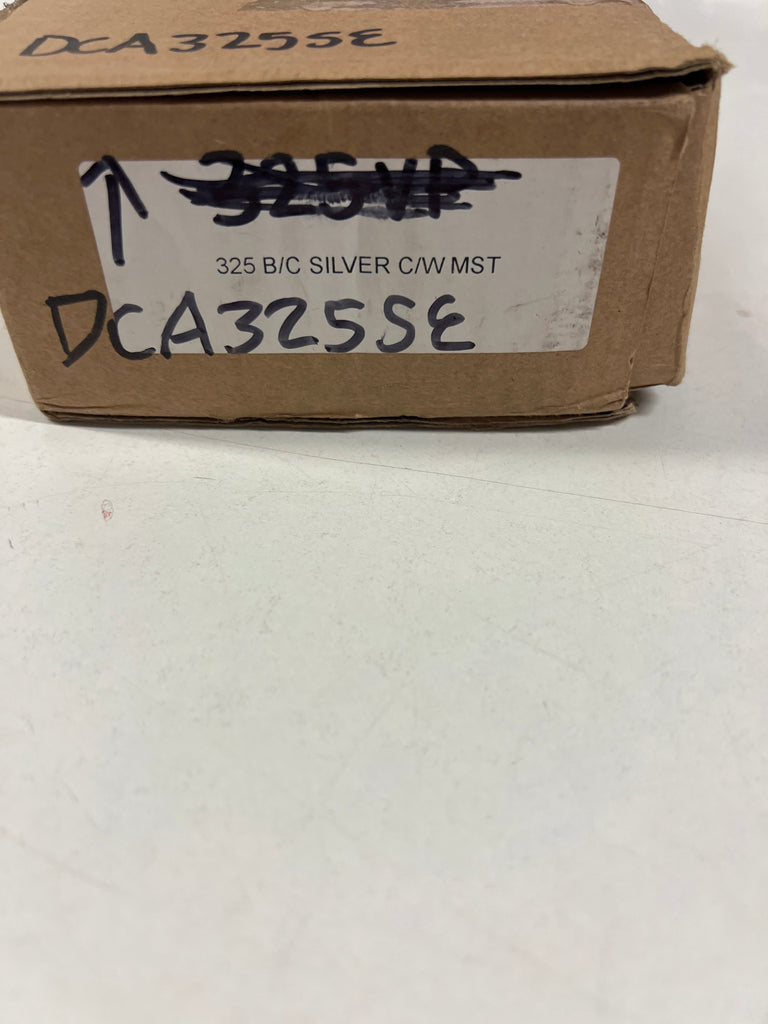 DCA325SE
325VP
325 B/C SILVER C/W MST
DCA325SE